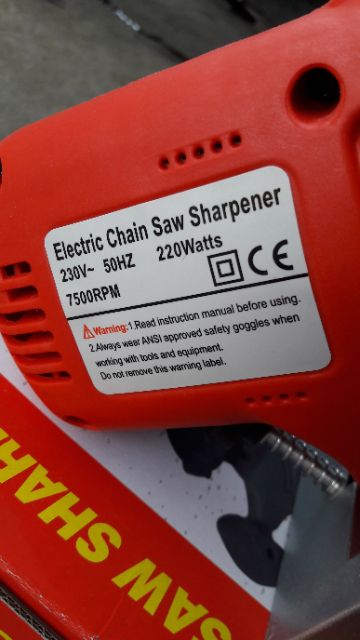 Electric Chain Saw Sharpener
230V~ 50HZ 220Watts
7500RPM
CE
Warning: 1.Read instruction manual before using.
2.Always wear ANSI approved safety goggles when
working with tools and equipment.
Do not remove this warning label.
SAW SHAR